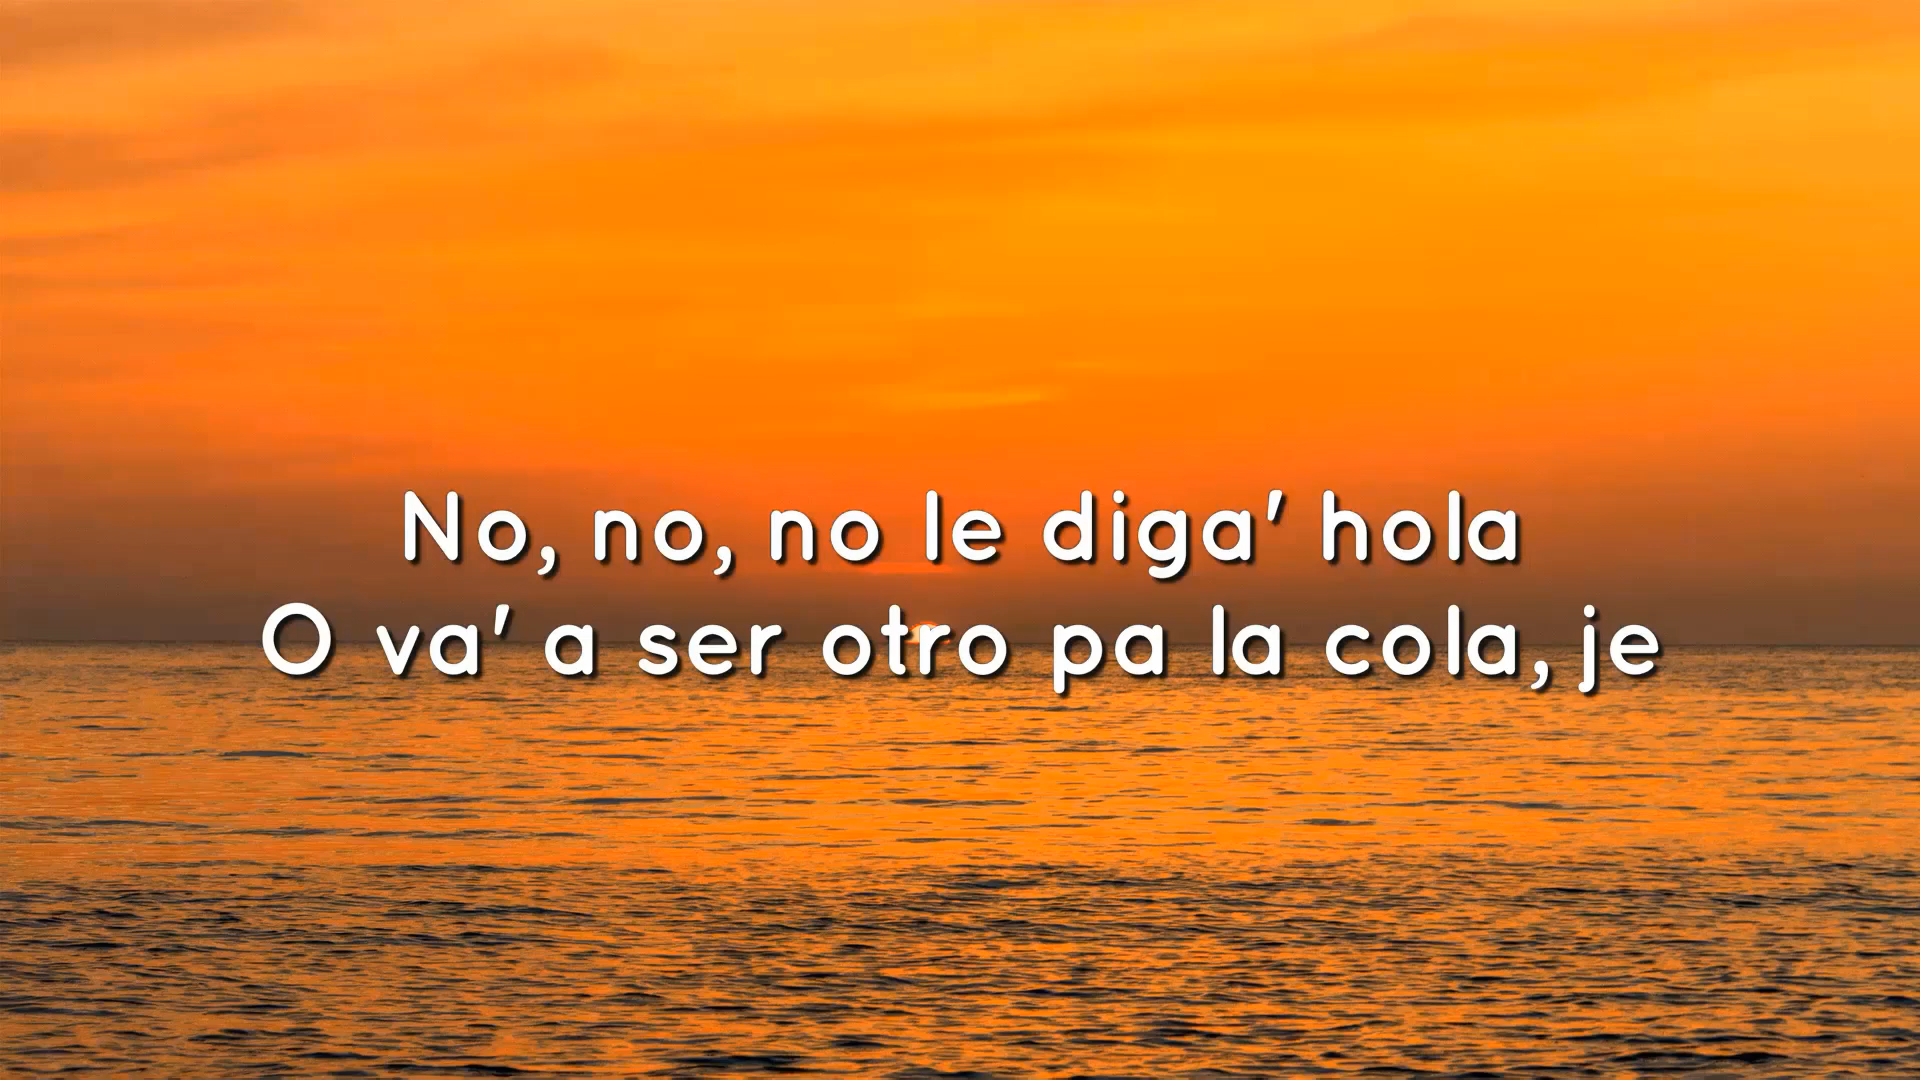 No, no, no le diga' hola
O va' a ser otro pa la cola, je